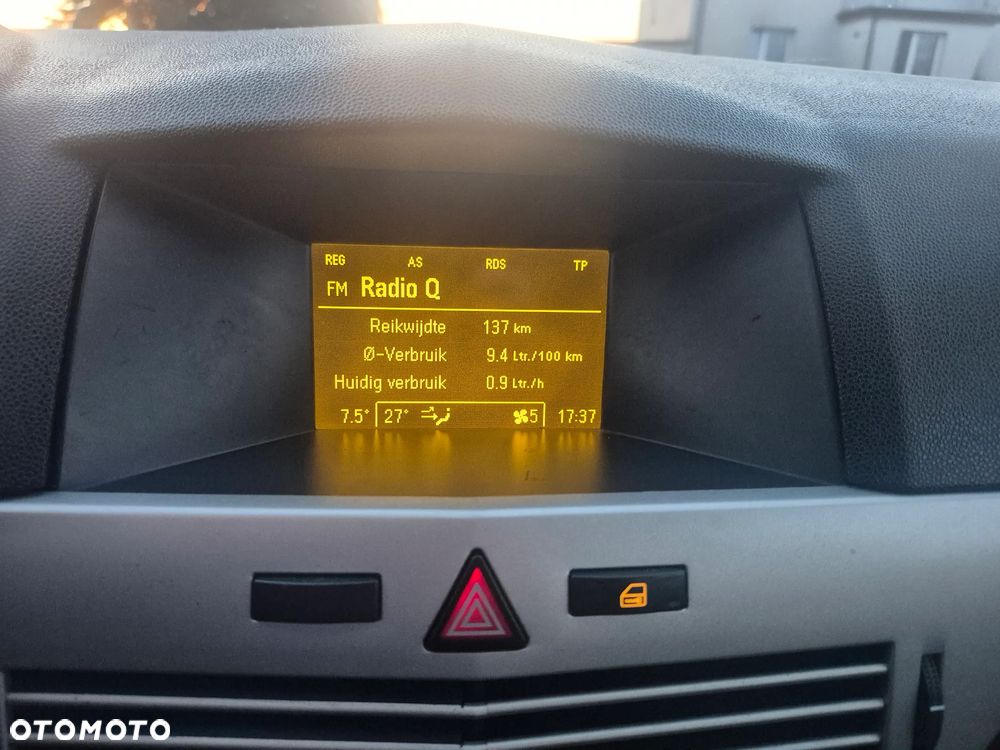 REG AS RDS TP
FM Radio Q
Reikwijdte 137 km
Ø-Verbruik 9.4 Ltr./100 km
Huidig verbruik 0.9 Ltr./h
7.5° 27° 5 17:37
OTOMOTO